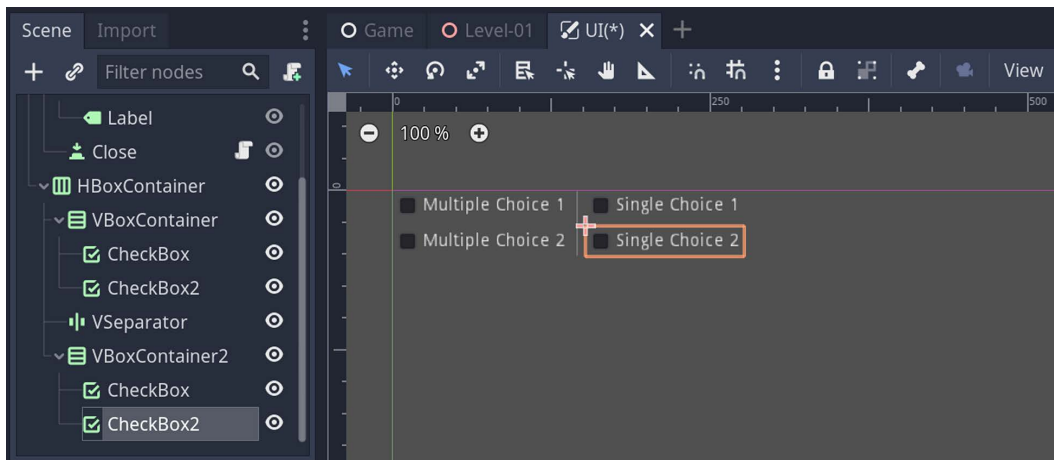 Scene Import
Game Level-01 UI(*)
Filter nodes
View
Label
Close
HBoxContainer
VBoxContainer
CheckBox
CheckBox2
VSeparator
VBoxContainer2
CheckBox
CheckBox2
0 250 500
0
100 %
Multiple Choice 1 Single Choice 1
Multiple Choice 2 Single Choice 2